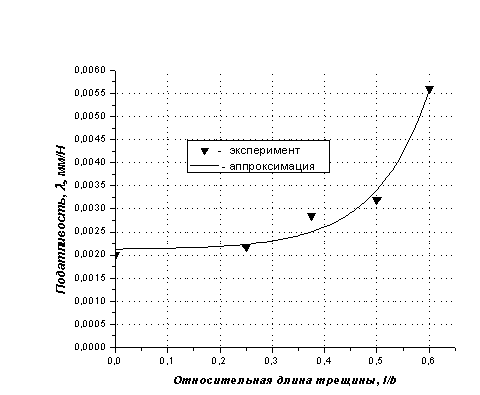 0,0060
0,0055
0,0050
0,0045
0,0040
0,0035
0,0030
0,0025
0,0020
0,0015
0,0010
0,0005
0,0000
Податливость, λ, мм/Н
- эксперимент
- аппроксимация
0,0 0,1 0,2 0,3 0,4 0,5 0,6
Относительная длина трещины, l/b